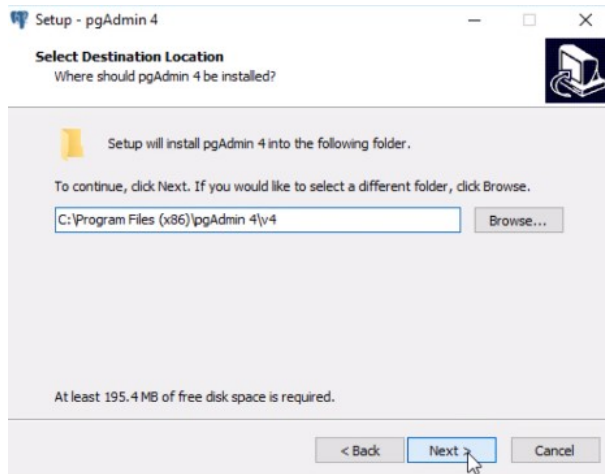 Setup - pgAdmin 4
Select Destination Location
Where should pgAdmin 4 be installed?
Setup will install pgAdmin 4 into the following folder.
To continue, click Next. If you would like to select a different folder, click Browse.
C:\Program Files (x86)\pgAdmin 4\v4
Browse...
At least 195.4 MB of free disk space is required.
< Back
Next >
Cancel